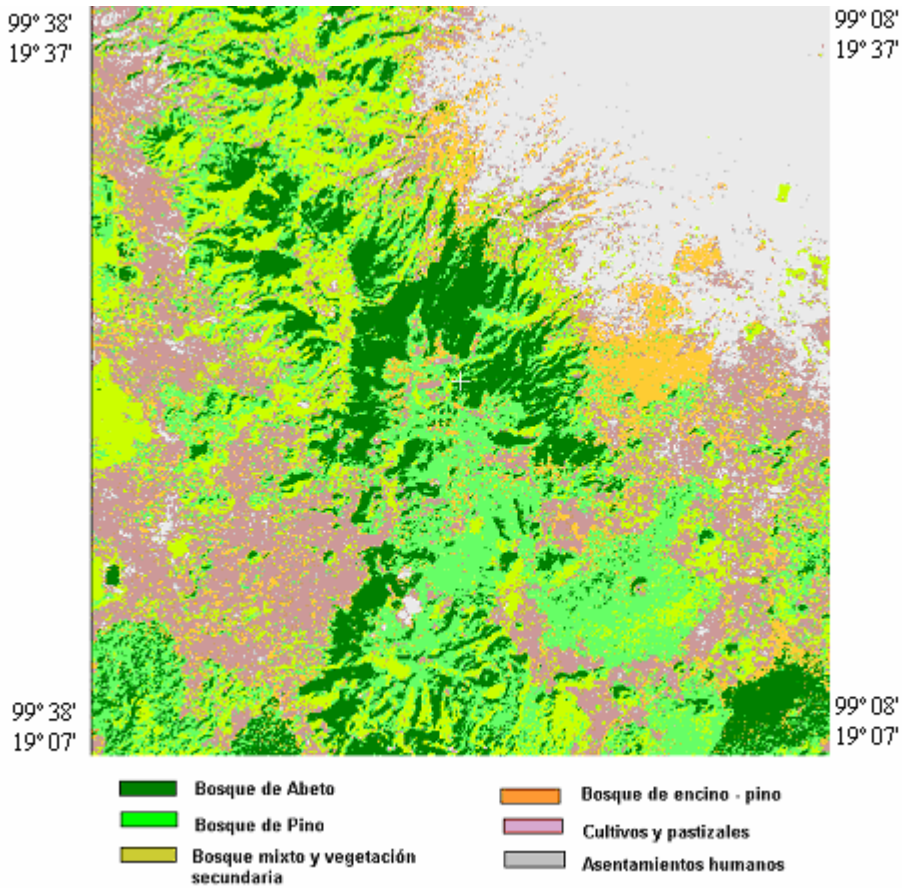 99° 38'
19° 37'
99° 08'
19° 37'
99° 38'
19° 07'
99° 08'
19° 07'
Bosque de Abeto
Bosque de Pino
Bosque mixto y vegetación
secundaria
Bosque de encino - pino
Cultivos y pastizales
Asentamientos humanos